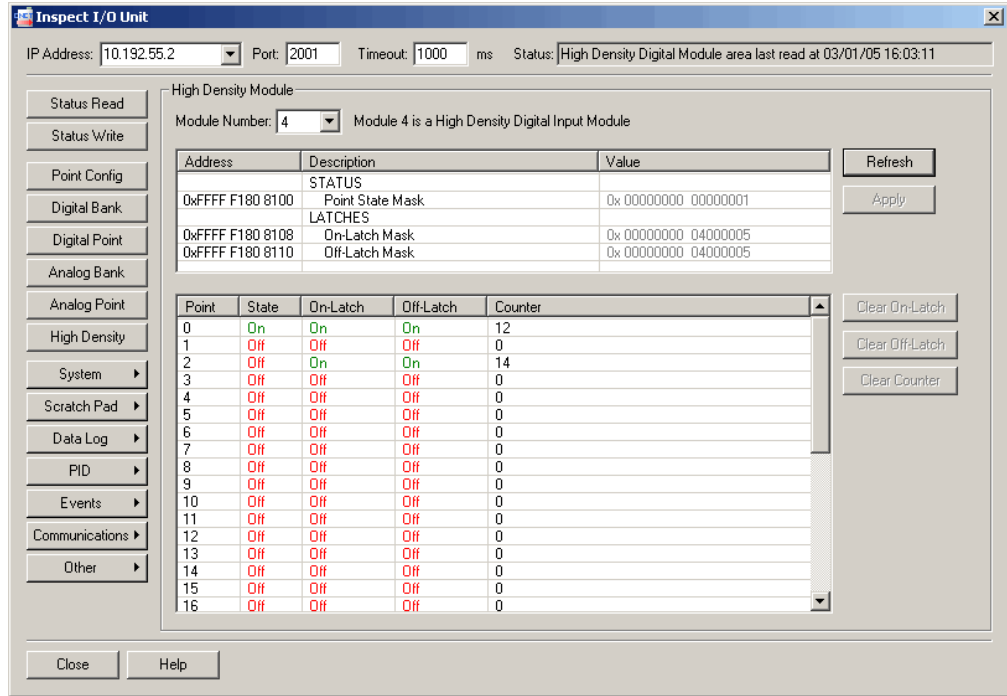 Inspect I/O Unit
IP Address: 10.192.55.2 Port: 2001 Timeout: 1000 ms Status: High Density Digital Module area last read at 03/01/05 16:03:11
Status Read
Status Write
Point Config
Digital Bank
Digital Point
Analog Bank
Analog Point
High Density
System
Scratch Pad
Data Log
PID
Events
Communications
Other
High Density Module
Module Number: 4 Module 4 is a High Density Digital Input Module
Address Description Value
STATUS
0xFFFF F180 8100 Point State Mask 0x 00000000 00000001
LATCHES
0xFFFF F180 8108 On-Latch Mask 0x 00000000 04000005
0xFFFF F180 8110 Off-Latch Mask 0x 00000000 04000005
Refresh
Apply
Point State On-Latch Off-Latch Counter
0 On On On 12
1 Off Off Off 0
2 Off On On 14
3 Off Off Off 0
4 Off Off Off 0
5 Off Off Off 0
6 Off Off Off 0
7 Off Off Off 0
8 Off Off Off 0
9 Off Off Off 0
10 Off Off Off 0
11 Off Off Off 0
12 Off Off Off 0
13 Off Off Off 0
14 Off Off Off 0
15 Off Off Off 0
16 Off Off Off 0
Clear On-Latch
Clear Off-Latch
Clear Counter
Close Help